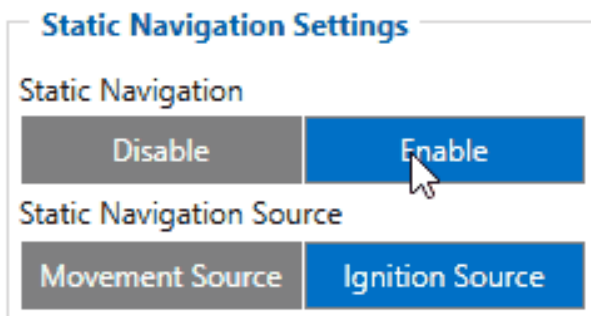 Static Navigation Settings
Static Navigation
Disable Enable
Static Navigation Source
Movement Source Ignition Source